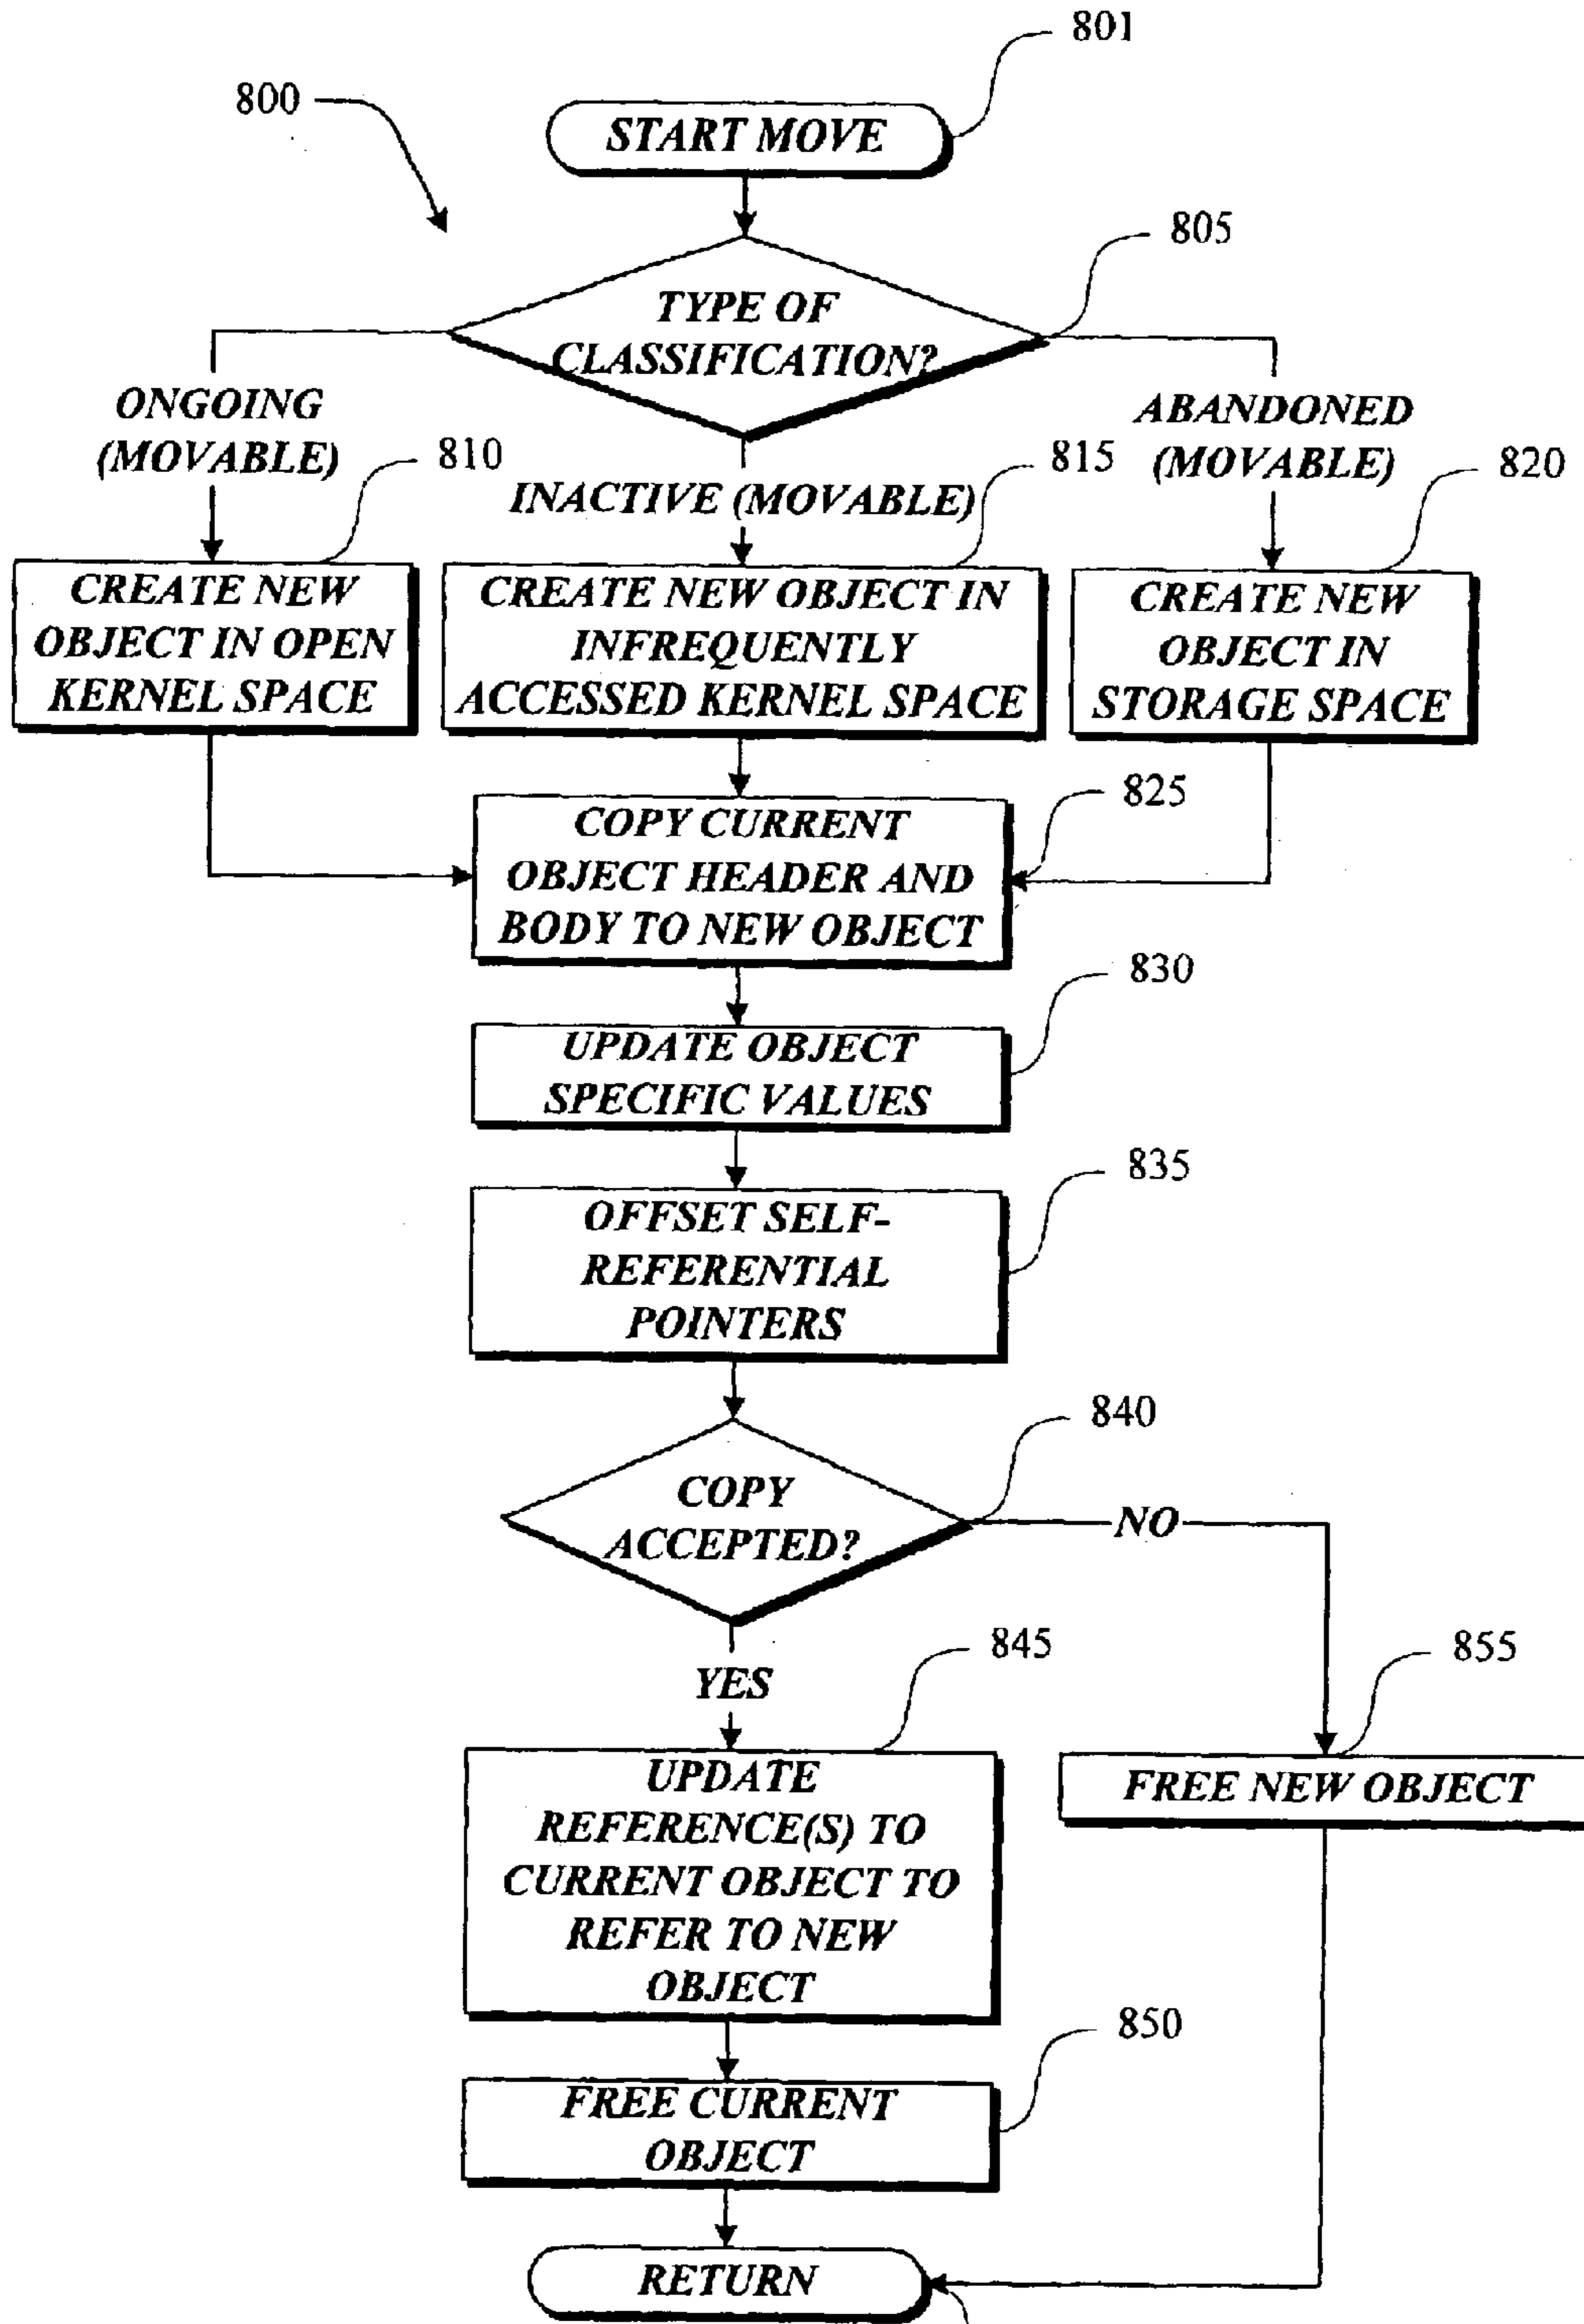 801
800
START MOVE
805
TYPE OF
CLASSIFICATION?
ONGOING
(MOVABLE)
810
INACTIVE (MOVABLE)
815
ABANDONED
(MOVABLE)
820
CREATE NEW
OBJECT IN OPEN
KERNEL SPACE
CREATE NEW OBJECT IN
INFREQUENTLY
ACCESSED KERNEL SPACE
CREATE NEW
OBJECT IN
STORAGE SPACE
825
COPY CURRENT
OBJECT HEADER AND
BODY TO NEW OBJECT
830
UPDATE OBJECT
SPECIFIC VALUES
835
OFFSET SELF-
REFERENTIAL
POINTERS
840
COPY
ACCEPTED?
NO
YES
845
855
UPDATE
REFERENCE(S) TO
CURRENT OBJECT TO
REFER TO NEW
OBJECT
FREE NEW OBJECT
850
FREE CURRENT
OBJECT
RETURN